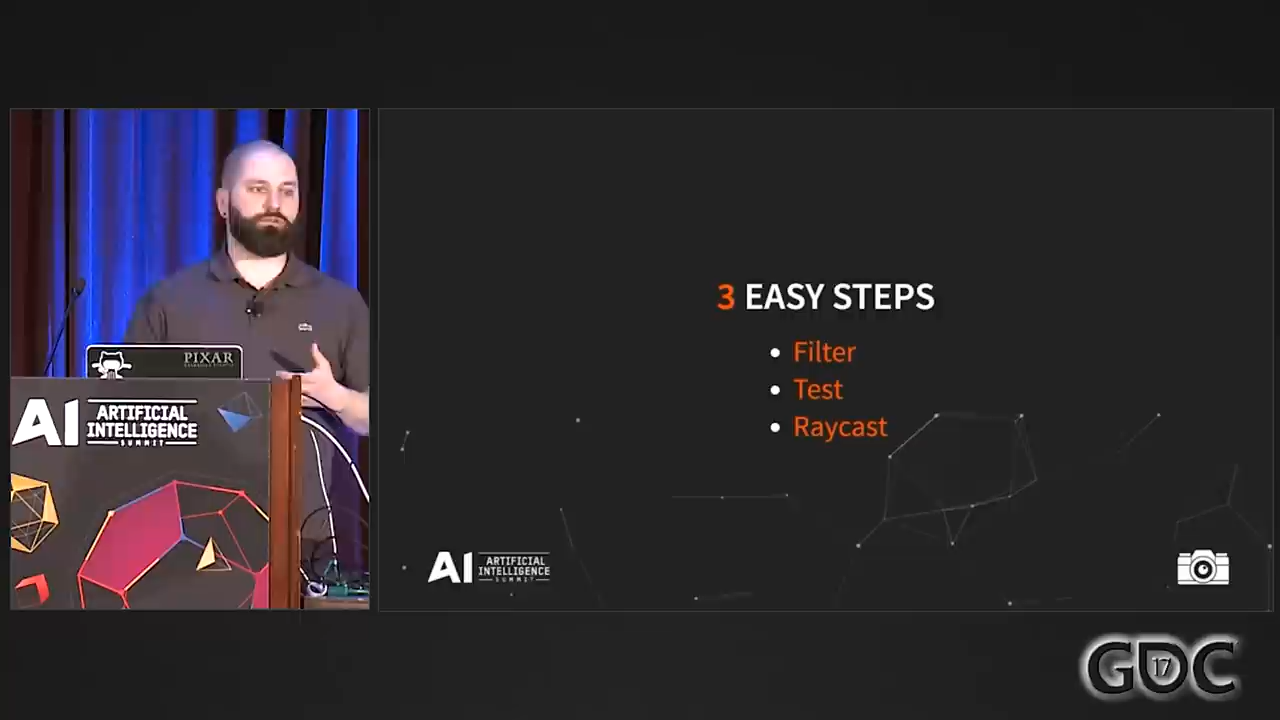 PIXAR
AI ARTIFICIAL
INTELLIGENCE
SUMMIT
3 EASY STEPS
• Filter
• Test
• Raycast
AI ARTIFICIAL
INTELLIGENCE
SUMMIT
GDC 17